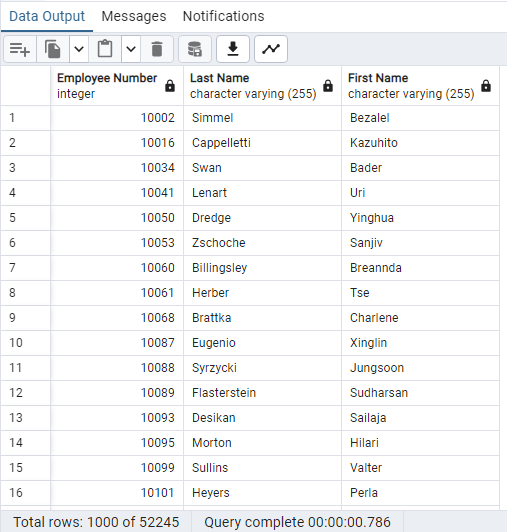 Data Output Messages Notifications
Employee Number Last Name First Name
integer character varying (255) character varying (255)
1 10002 Simmel Bezalel
2 10016 Cappelletti Kazuhito
3 10034 Swan Bader
4 10041 Lenart Uri
5 10050 Dredge Yinghua
6 10053 Zschoche Sanjiv
7 10060 Billingsley Breannda
8 10061 Herber Tse
9 10068 Brattka Charlene
10 10087 Eugenio Xinglin
11 10088 Syrzycki Jungsoon
12 10089 Flasterstein Sudharsan
13 10093 Desikan Sailaja
14 10095 Morton Hilari
15 10099 Sullins Valter
16 10101 Heyers Perla
Total rows: 1000 of 52245 Query complete 00:00:00.786